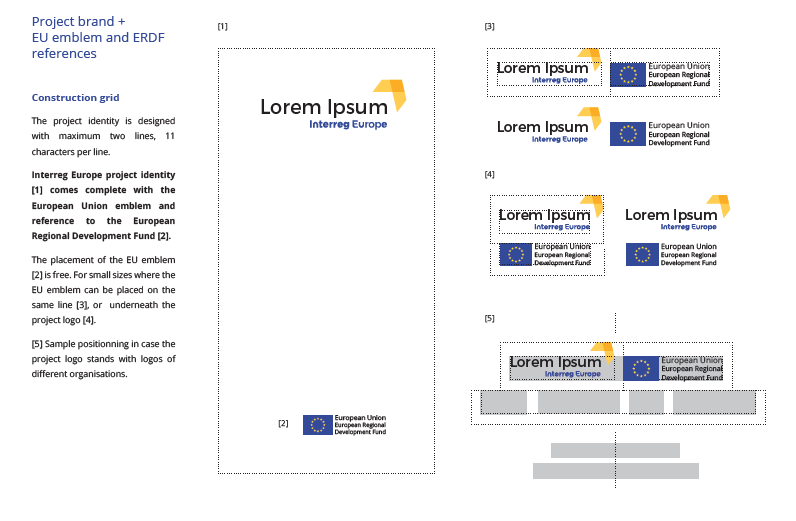 Project brand +
EU emblem and ERDF
references
Construction grid
The project identity is designed
with maximum two lines, 11
characters per line.
Interreg Europe project identity
[1] comes complete with the
European Union emblem and
reference to the European
Regional Development Fund [2].
The placement of the EU emblem
[2] is free. For small sizes where the
EU emblem can be placed on the
same line [3], or underneath the
project logo [4].
[5] Sample positionning in case the
project logo stands with logos of
different organisations.
[1]
Lorem Ipsum
Interreg Europe
[2]
European Union
European Regional
Development Fund
[3]
Lorem Ipsum
Interreg Europe
European Union
European Regional
Development Fund
Lorem Ipsum
Interreg Europe
European Union
European Regional
Development Fund
[4]
Lorem Ipsum
Interreg Europe
European Union
European Regional
Development Fund
Lorem Ipsum
Interreg Europe
European Union
European Regional
Development Fund
[5]
Lorem Ipsum
Interreg Europe
European Union
European Regional
Development Fund